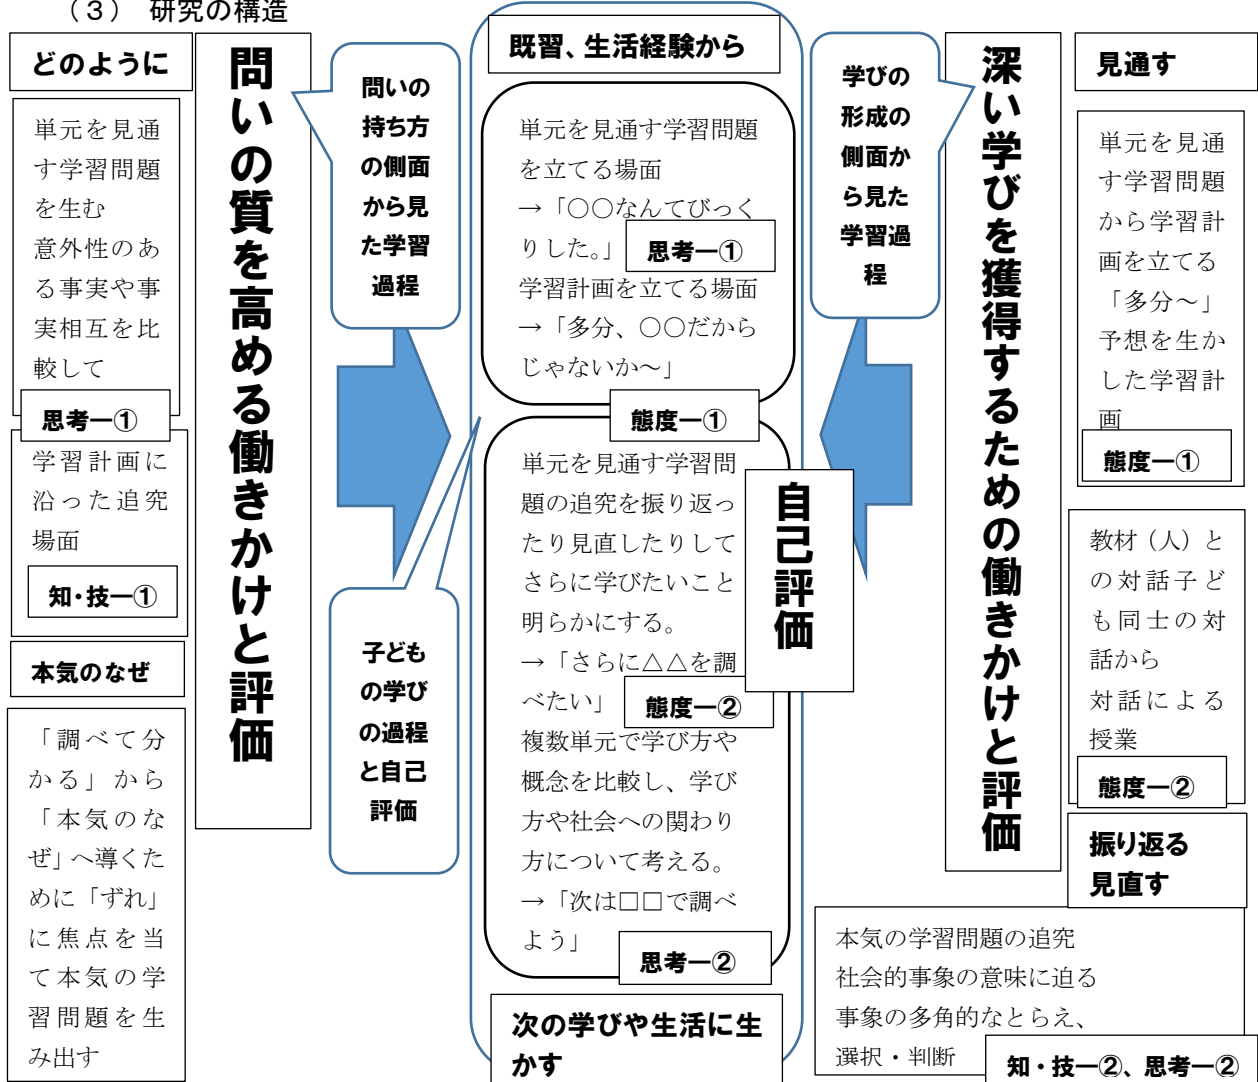 （３） 研究の構造
どのように
単元を見通
す学習問題
を生む
意外性のあ
る事実や事
実相互を比
較して
思考―①
学習計画に
沿った追究
場面
知・技―①
本気のなぜ
「調べて分
かる」から
「本気のな
ぜ」へ導くた
めに「ずれ」
に焦点を当
て本気の学
習問題を生
み出す
問いの質を高める働きかけと評価
問いの
持ち方
の側面
から見
た学習
過程
子ども
の学び
の過程
と自己
評価
既習、生活経験から
単元を見通す学習問題
を立てる場面
→「○○なんてびっく
りした。」
思考―①
学習計画を立てる場面
→「多分、○○だから
じゃないか～」
態度―①
単元を見通す学習問
題の追究を振り返っ
たり見直したりして
さらに学びたいこと
明らかにする。
→「さらに△△を調
べたい」
態度―②
複数単元で学び方や
概念を比較し、学び
方や社会への関わり
方について考える。
→「次は□□で調べ
よう」
思考―②
次の学びや生活に生
かす
自己評価
学びの
形成の
側面か
ら見た
学習過
程
深い学びを獲得するための働きかけと評価
見通す
単元を見通
す学習問題
から学習計
画を立てる
「多分～」
予想を生か
した学習計
画
態度―①
教材（人）と
の対話子ど
も同士の対
話から
対話による
授業
態度―②
振り返る
見直す
本気の学習問題の追究
社会的事象の意味に迫る
事象の多角的なとらえ、
選択・判断
知・技―②、思考―②